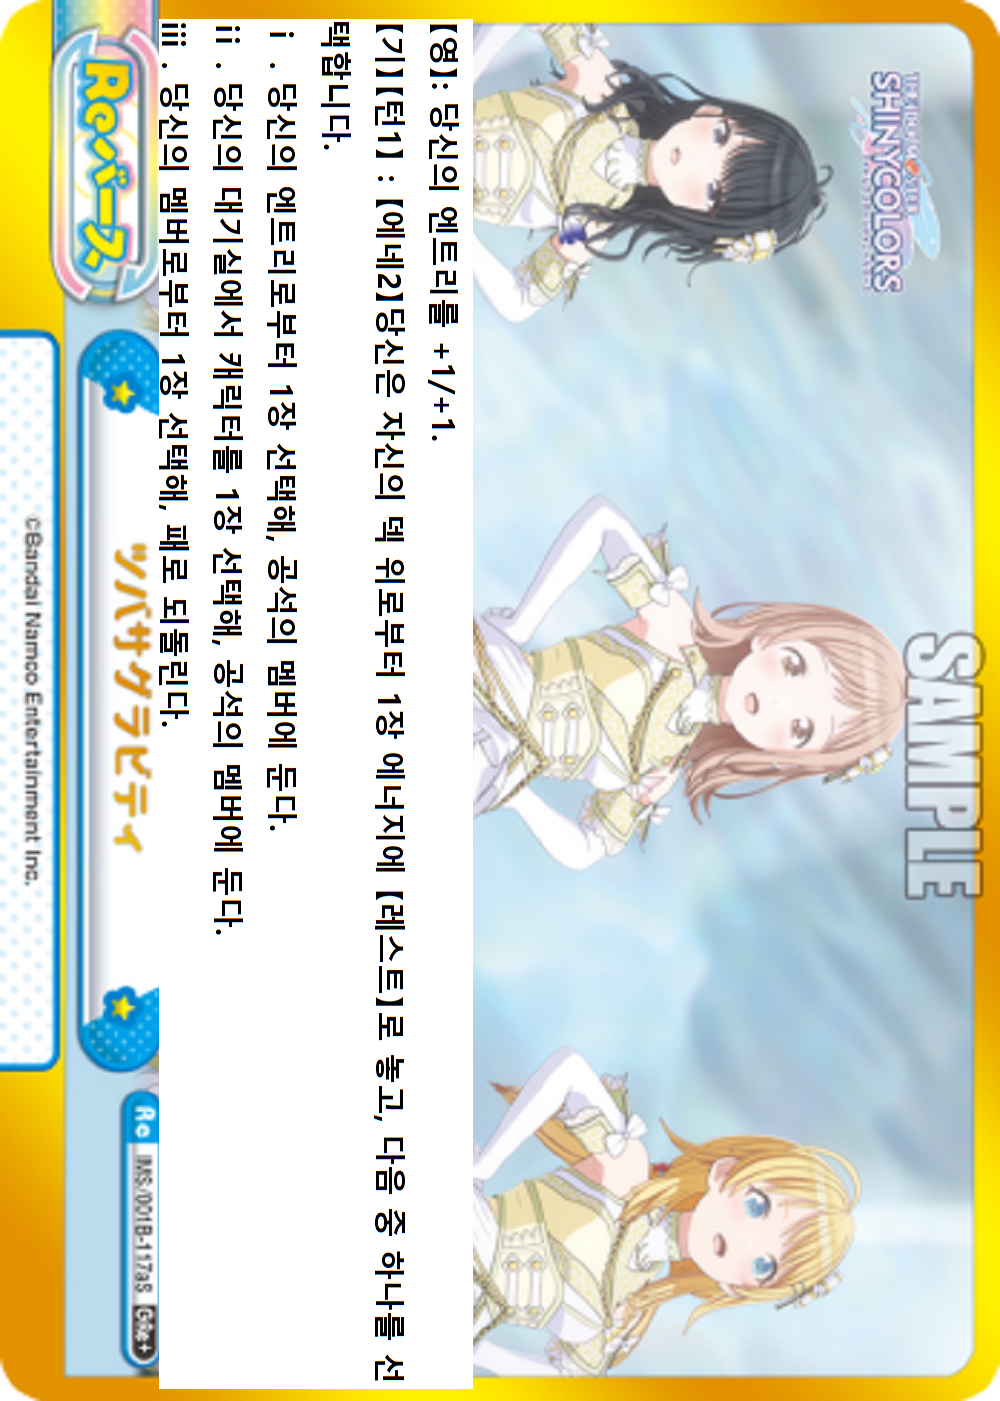 THE IDOLM@STER
SHINYCOLORS
SAMPLE
【영】: 당신의 엔트리를 +1/+1.
【기】【턴1】 : 【에네2】당신은 자신의 덱 위로부터 1장 에너지에 【레스트】로 놓고, 다음 중 하나를 선
택합니다.
ⅰ . 당신의 엔트리로부터 1장 선택해, 공석의 멤버에 둔다.
ⅱ . 당신의 대기실에서 캐릭터를 1장 선택해, 공석의 멤버에 둔다.
ⅲ . 당신의 멤버로부터 1장 선택해, 패로 되돌린다.
Reバース
ツバサグラビティ
Re IMS/001B-117aS
©Bandai Namco Entertainment Inc.